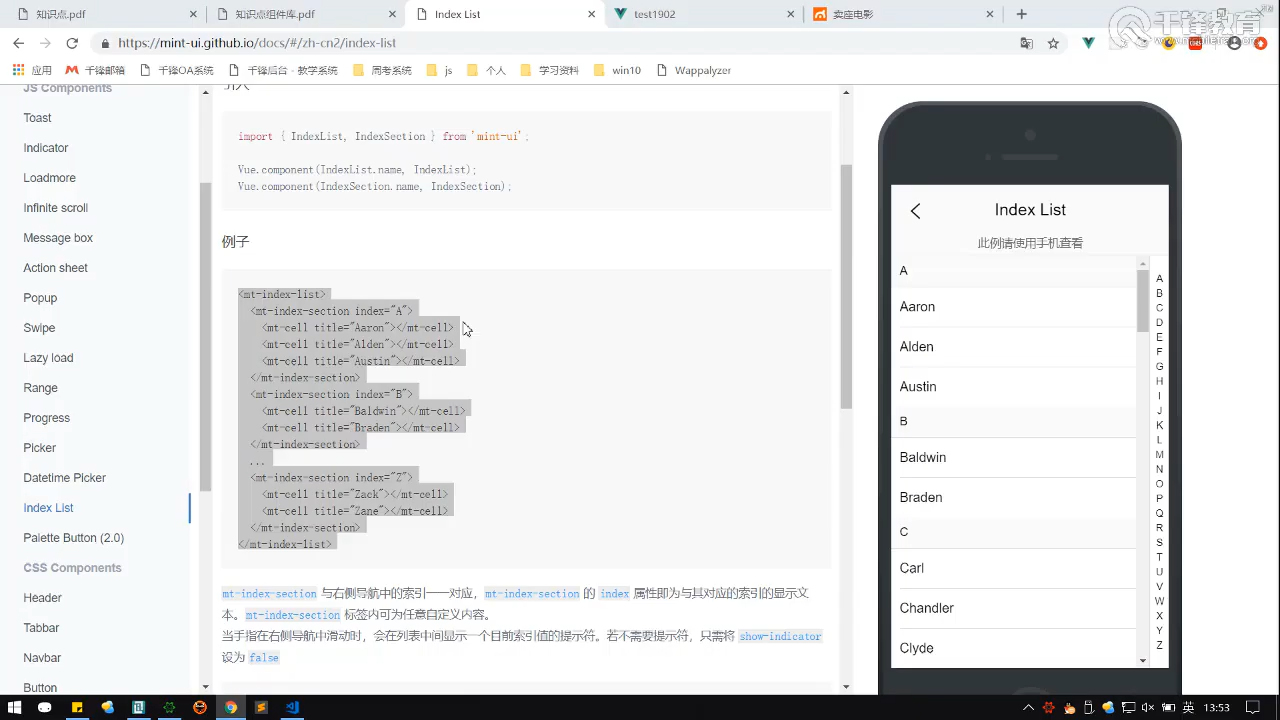 知识点.pdf
知识点组件库.pdf
Index List
test1902
卖座电影
千锋教育
https://mint-ui.github.io/docs/#/zh-cn2/index-list
应用
千锋邮箱
千锋OA系统
千锋后台 - 教学系统
周考系统
js
个人
学习资料
win10
Wappalyzer
JS Components
Toast
Indicator
Loadmore
Infinite scroll
Message box
Action sheet
Popup
Swipe
Lazy load
Range
Progress
Picker
Datetime Picker
Index List
Palette Button (2.0)
CSS Components
Header
Tabbar
Navbar
Button
引入
import { IndexList, IndexSection } from 'mint-ui';
Vue.component(IndexList.name, IndexList);
Vue.component(IndexSection.name, IndexSection);
例子
<mt-index-list>
<mt-index-section index="A">
<mt-cell title="Aaron"></mt-cell>
<mt-cell title="Alden"></mt-cell>
<mt-cell title="Austin"></mt-cell>
</mt-index-section>
<mt-index-section index="B">
<mt-cell title="Baldwin"></mt-cell>
<mt-cell title="Braden"></mt-cell>
</mt-index-section>
...
<mt-index-section index="Z">
<mt-cell title="Zack"></mt-cell>
<mt-cell title="Zane"></mt-cell>
</mt-index-section>
</mt-index-list>
mt-index-section 与右侧导航中的索引一一对应，mt-index-section 的 index 属性即为与其对应的索引的显示文
本。mt-index-section 标签内可为任意自定义内容。
当手指在右侧导航中滑动时，会在列表中间显示一个目前索引值的提示符。若不需要提示符，只需将 show-indicator
设为 false
Index List
此例请使用手机查看
A
Aaron
Alden
Austin
B
Baldwin
Braden
C
Carl
Chandler
Clyde
A
B
C
D
E
F
G
H
I
J
K
L
M
N
O
P
Q
R
S
T
U
V
W
X
Y
Z
英
13:53